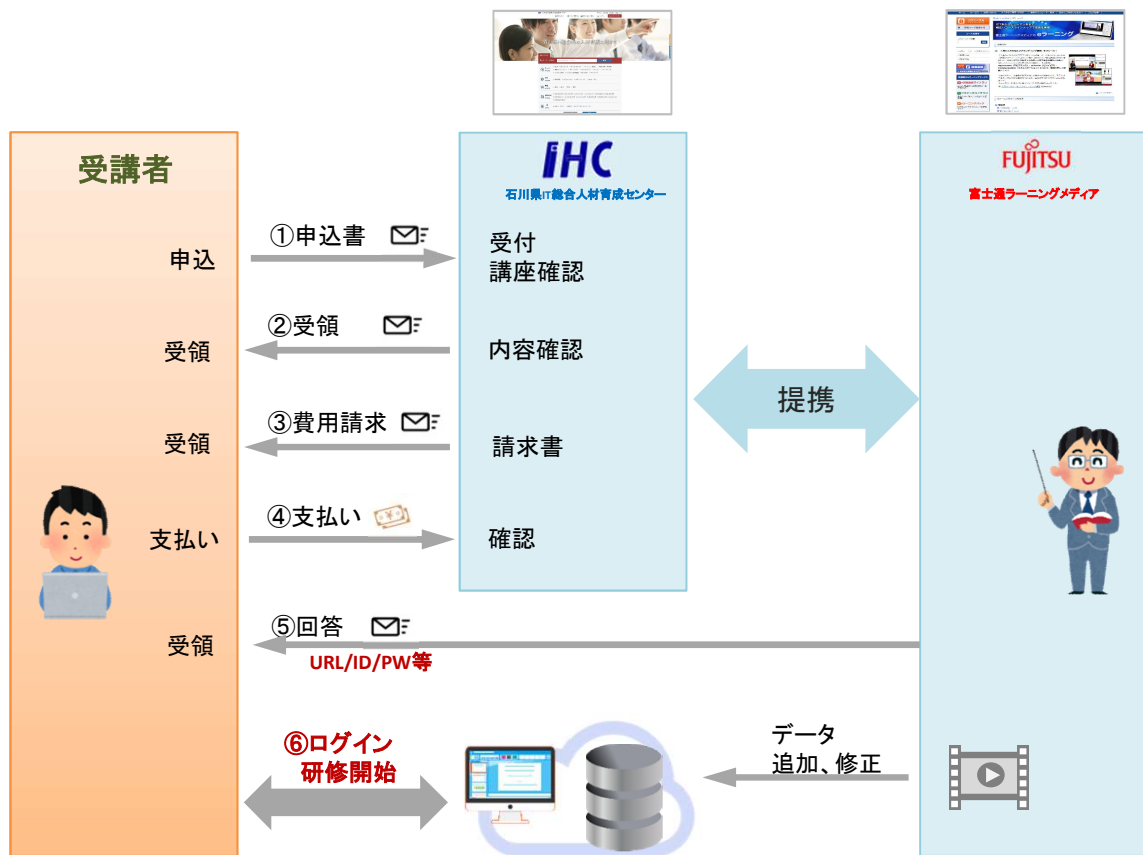 受講者
iHC
石川県IT総合人材育成センター
FUJITSU
富士通ラーニングメディア
申込
①申込書
受付
講座確認
受領
②受領
内容確認
提携
受領
③費用請求
請求書
支払い
④支払い
確認
受領
⑤回答
URL/ID/PW等
⑥ログイン
研修開始
データ
追加、修正